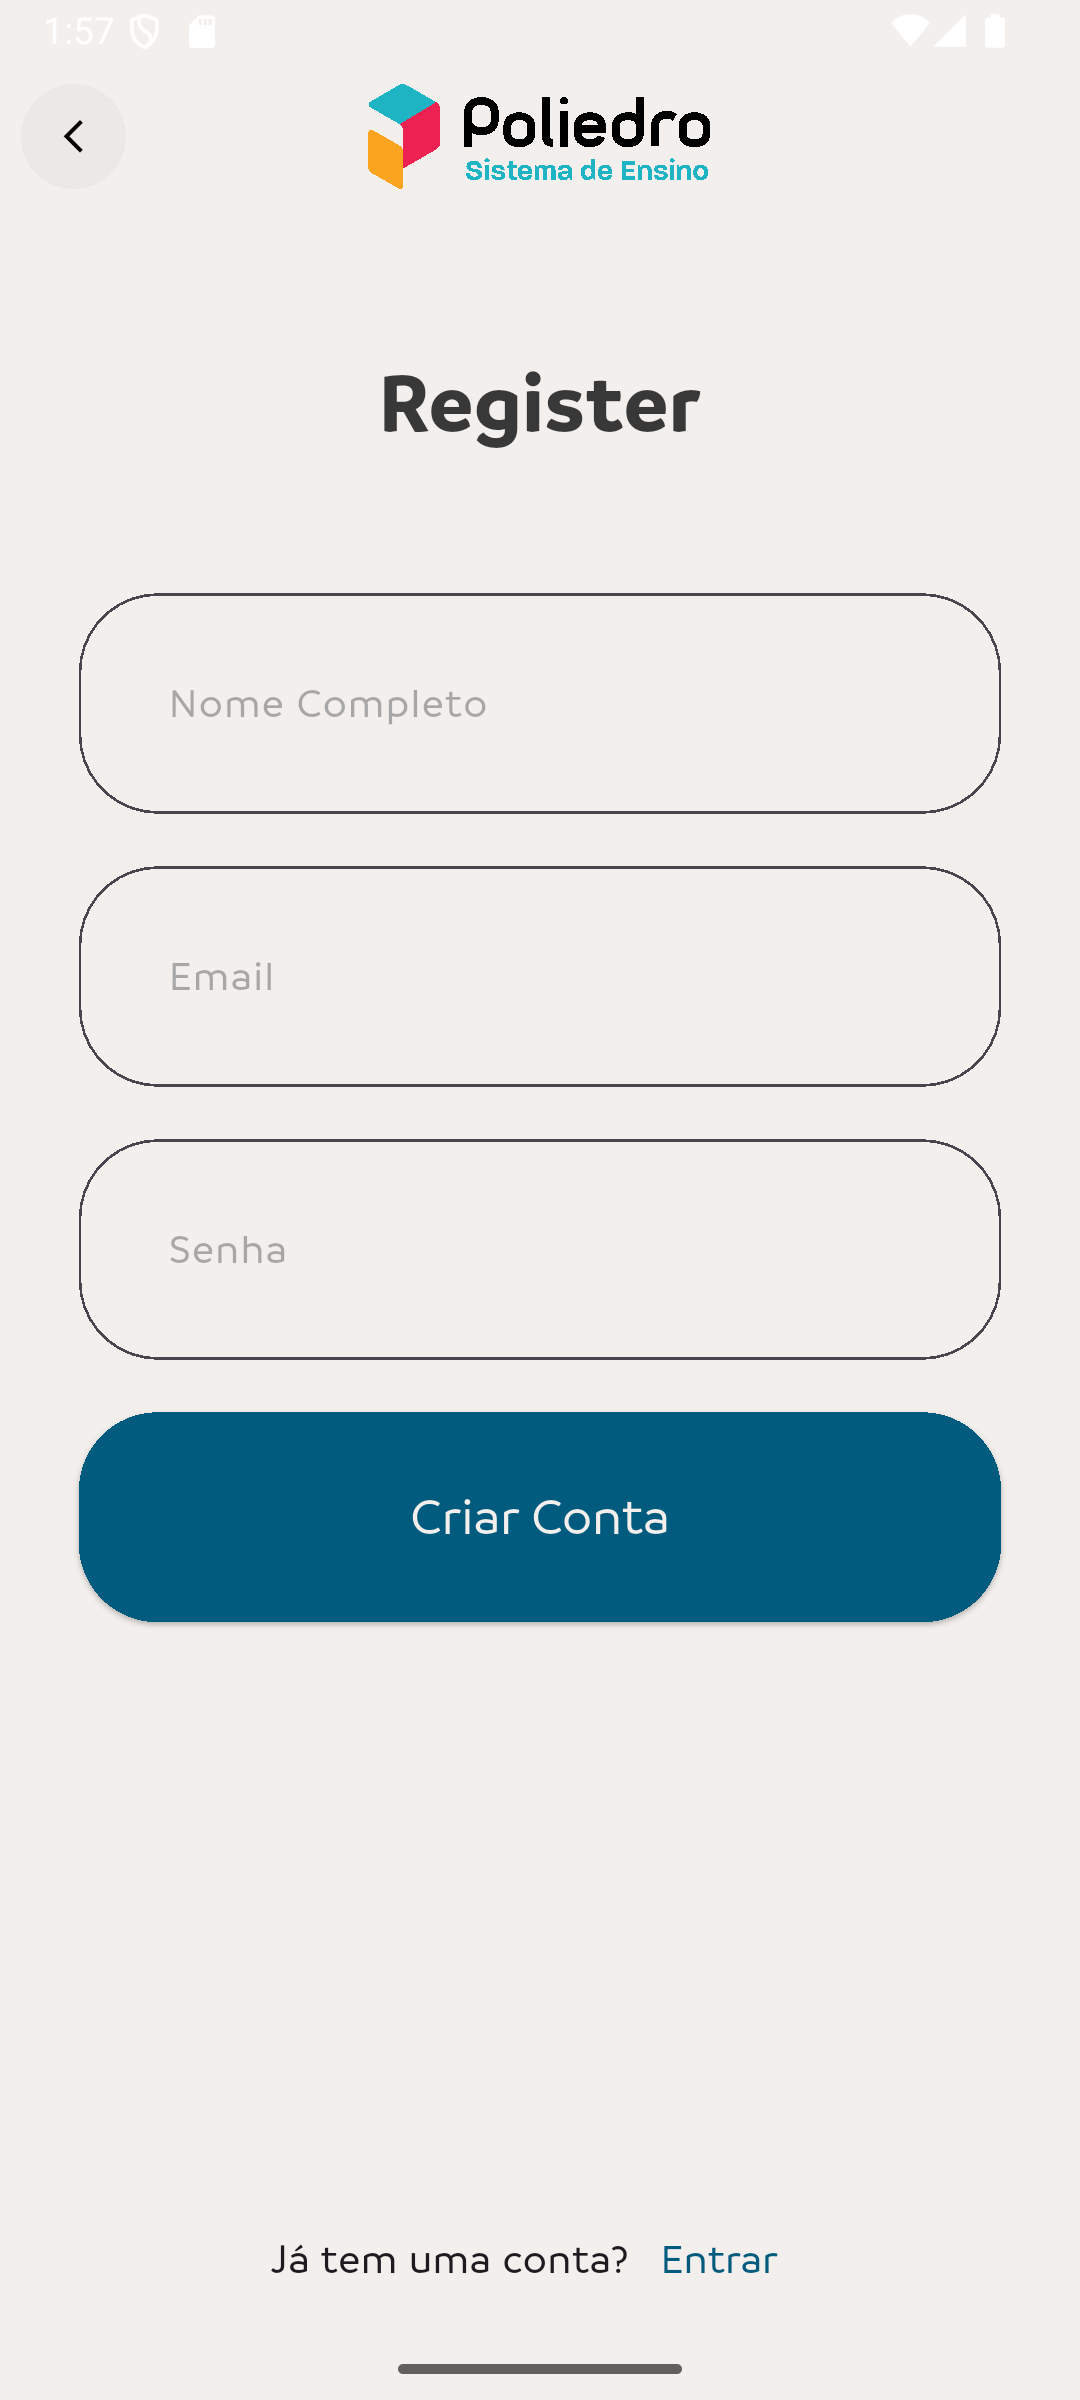 1:57
Poliedro
Sistema de Ensino
Register
Nome Completo
Email
Senha
Criar Conta
Já tem uma conta? Entrar